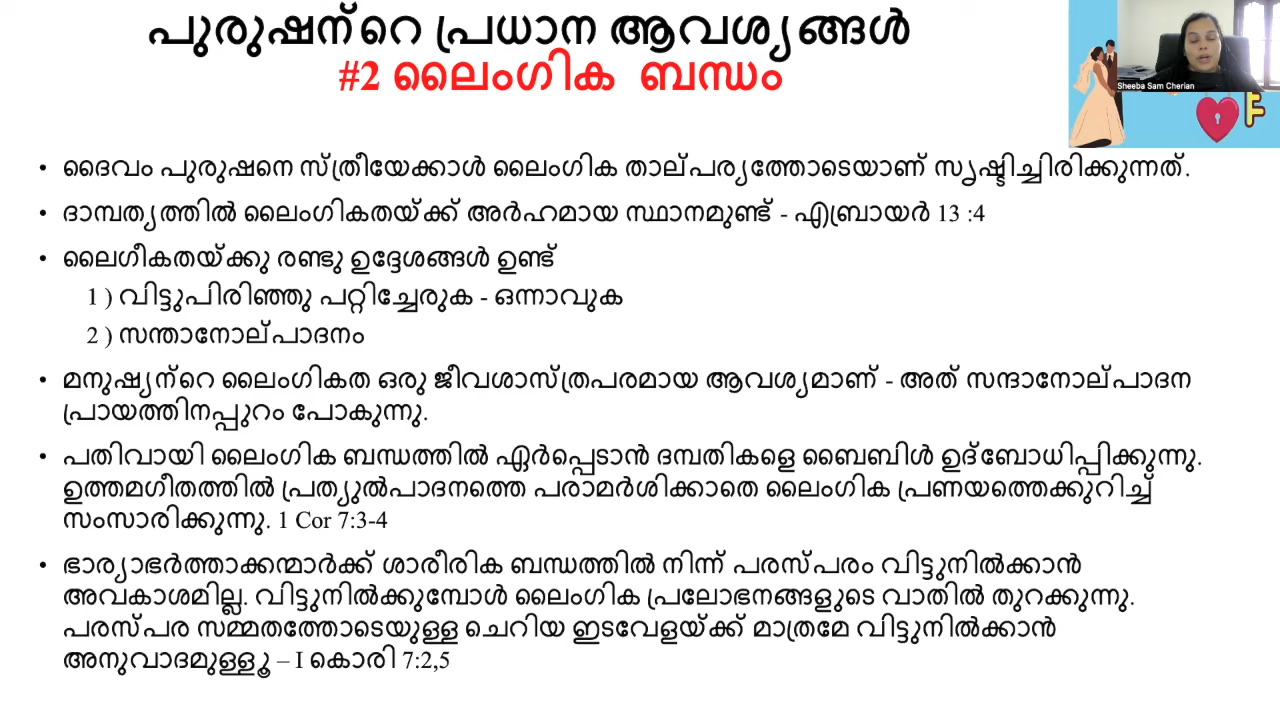 പുരുഷന്റെ പ്രധാന ആവശ്യങ്ങൾ
#2 ലൈംഗിക ബന്ധം
Sheeba Sam Cherian
• ദൈവം പുരുഷനെ സ്ത്രീയേക്കാൾ ലൈംഗിക താല്പര്യത്തോടെയാണ് സൃഷ്ടിച്ചിരിക്കുന്നത്.
• ദാമ്പത്യത്തിൽ ലൈംഗികതയ്ക്ക് അർഹമായ സ്ഥാനമുണ്ട് - എബ്രായർ 13 :4
• ലൈഗീകതയ്ക്കു രണ്ടു ഉദ്ദേശങ്ങൾ ഉണ്ട്
1 ) വിട്ടുപിരിഞ്ഞു പറ്റിച്ചേരുക - ഒന്നാവുക
2 ) സന്താനോല്പാദനം
• മനുഷ്യന്റെ ലൈംഗികത ഒരു ജീവശാസ്ത്രപരമായ ആവശ്യമാണ് - അത് സന്ദാനോല്പാദന
പ്രായത്തിനപ്പുറം പോകുന്നു.
• പതിവായി ലൈംഗിക ബന്ധത്തിൽ ഏർപ്പെടാൻ ദമ്പതികളെ ബൈബിൾ ഉദ്ബോധിപ്പിക്കുന്നു.
ഉത്തമഗീതത്തിൽ പ്രത്യുൽപാദനത്തെ പരാമർശിക്കാതെ ലൈംഗിക പ്രണയത്തെക്കുറിച്ച്
സംസാരിക്കുന്നു. 1 Cor 7:3-4
• ഭാര്യാഭർത്താക്കന്മാർക്ക് ശാരീരിക ബന്ധത്തിൽ നിന്ന് പരസ്പരം വിട്ടുനിൽക്കാൻ
അവകാശമില്ല. വിട്ടുനിൽക്കുമ്പോൾ ലൈംഗിക പ്രലോഭനങ്ങളുടെ വാതിൽ തുറക്കുന്നു.
പരസ്പര സമ്മതത്തോടെയുള്ള ചെറിയ ഇടവേളയ്ക്ക് മാത്രമേ വിട്ടുനിൽക്കാൻ
അനുവാദമുള്ളൂ – I കൊരി 7:2,5